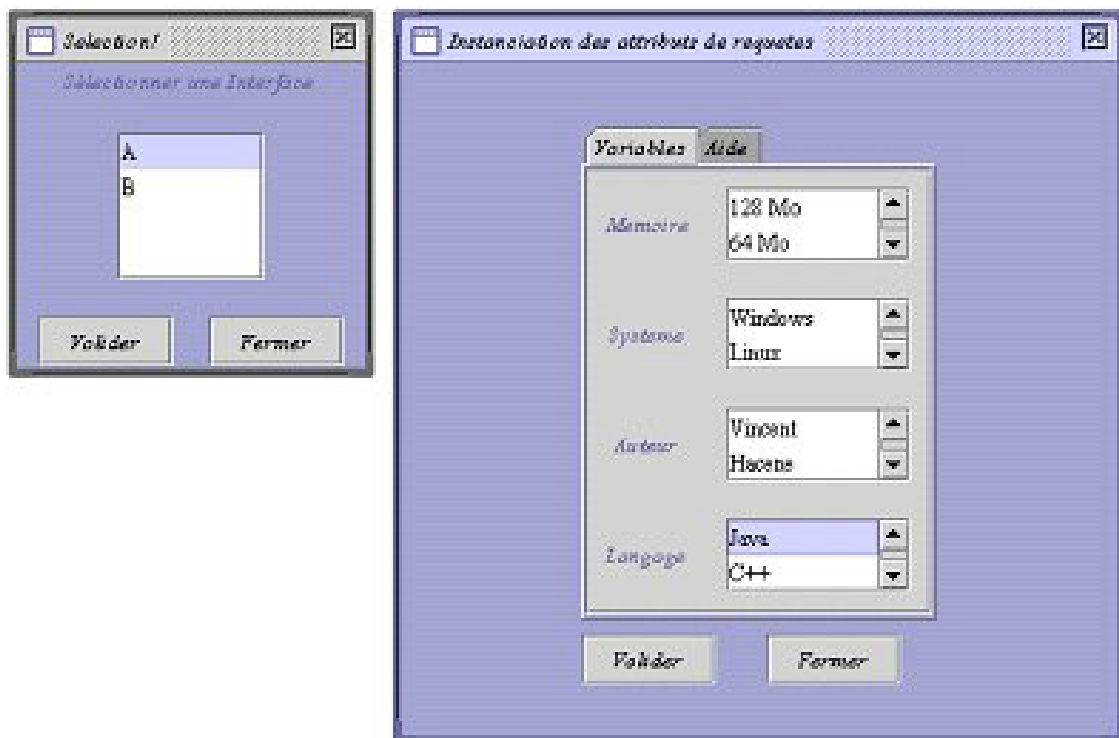 Selection!
Sélectionner une Interface
A
B
Valider
Fermer
Instanciation des attributs de requetes
Variables
Aide
Memoire
128 Mo
64 Mo
Systeme
Windows
Linux
Auteur
Vincent
Hacene
Langage
Java
C++
Valider
Fermer